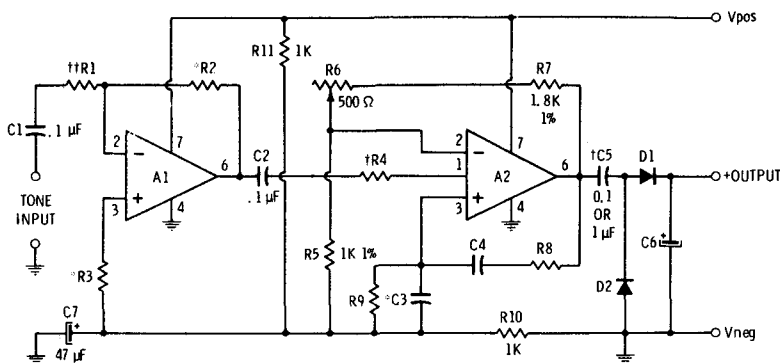 Vpos
††R1
*R2
R11
1K
R6
500 Ω
R7
1.8K
1%
C1
.1 µF
2
−
7
A1
6
+
3
4
C2
.1µF
†R4
2
−
1
7
A2
6
+
3
4
†C5
0.1
OR
1 µF
D1
+OUTPUT
TONE
INPUT
*R3
R5
1K 1%
C4
R8
C6
+
R9
*C3
D2
R10
1K
C7
+
47 µF
Vneg